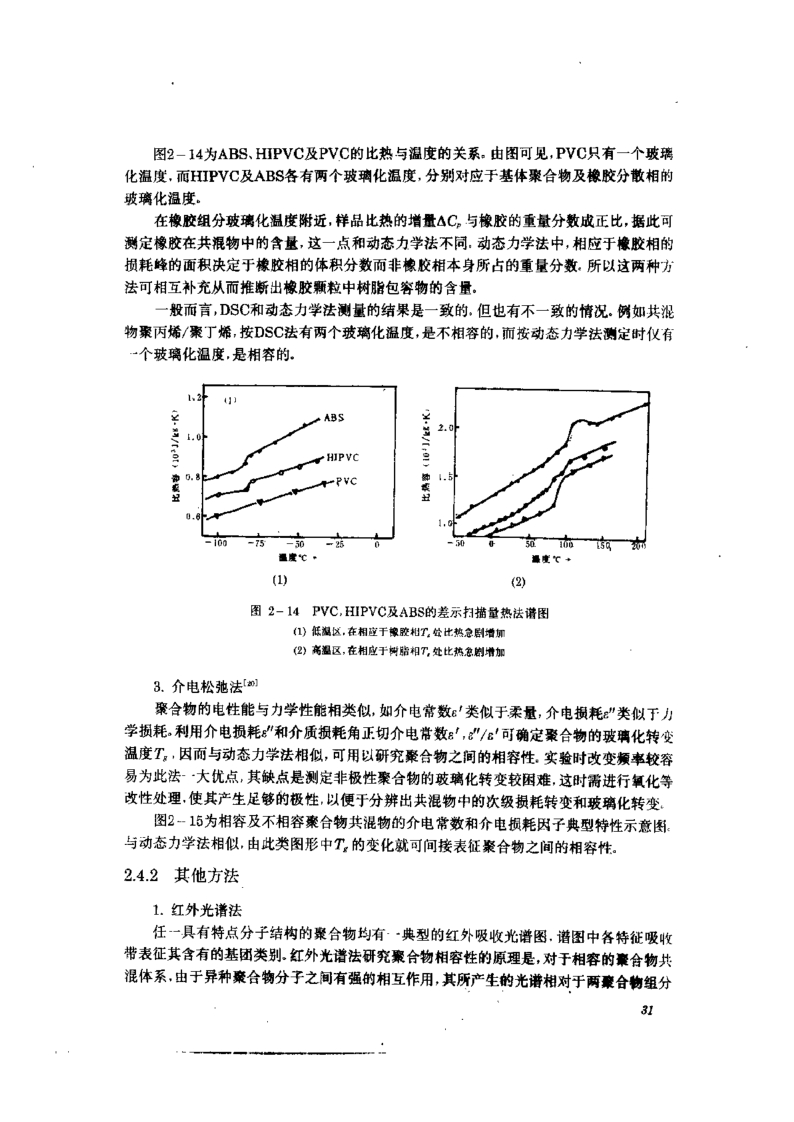 图2-14为ABS、HIPVC及PVC的比热与温度的关系。由图可见,PVC只有一个玻璃
化温度,而HIPVC及ABS各有两个玻璃化温度,分别对应于基体聚合物及橡胶分散相的
玻璃化温度。
在橡胶组分玻璃化温度附近,样品比热的增量ΔCₚ与橡胶的重量分数成正比,据此可
测定橡胶在共混物中的含量,这一点和动态力学法不同,动态力学法中,相应于橡胶相的
损耗峰的面积决定于橡胶相的体积分数而非橡胶相本身所占的重量分数。所以这两种方
法可相互补充从而推断出橡胶颗粒中树脂包容物的含量。
一般而言,DSC和动态力学法测量的结果是一致的,但也有不一致的情况。例如共混
物聚丙烯/聚丁烯,按DSC法有两个玻璃化温度,是不相容的,而按动态力学法测定时仅有
一个玻璃化温度,是相容的。
比热容 (10³J/kg·K)
1.2
1.0
0.8
0.6
(1)
ABS
HIPVC
PVC
-100 -75 -50 -25 0
温度℃→
(1)
比热容 (10³J/kg·K)
2.0
1.5
1.0
-50 0 50 100 150 200
温度℃→
(2)
图 2-14 PVC,HIPVC及ABS的差示扫描量热法谱图
(1) 低温区,在相应于橡胶相Tg处比热急剧增加
(2) 高温区,在相应于树脂相Tg处比热急剧增加
3. 介电松弛法[20]
聚合物的电性能与力学性能相类似,如介电常数ε′类似于柔量,介电损耗ε″类似于力
学损耗。利用介电损耗ε″和介质损耗角正切介电常数ε′,ε″/ε′可确定聚合物的玻璃化转变
温度Tg,因而与动态力学法相似,可用以研究聚合物之间的相容性。实验时改变频率较容
易为此法一大优点,其缺点是测定非极性聚合物的玻璃化转变较困难,这时需进行氧化等
改性处理,使其产生足够的极性,以便于分辨出共混物中的次级损耗转变和玻璃化转变。
图2-15为相容及不相容聚合物共混物的介电常数和介电损耗因子典型特性示意图。
与动态力学法相似,由此类图形中Tg的变化就可间接表征聚合物之间的相容性。
2.4.2 其他方法
1. 红外光谱法
任一具有特点分子结构的聚合物均有一典型的红外吸收光谱图,谱图中各特征吸收
带表征其含有的基团类别。红外光谱法研究聚合物相容性的原理是,对于相容的聚合物共
混体系,由于异种聚合物分子之间有强的相互作用,其所产生的光谱相对于两聚合物组分
31